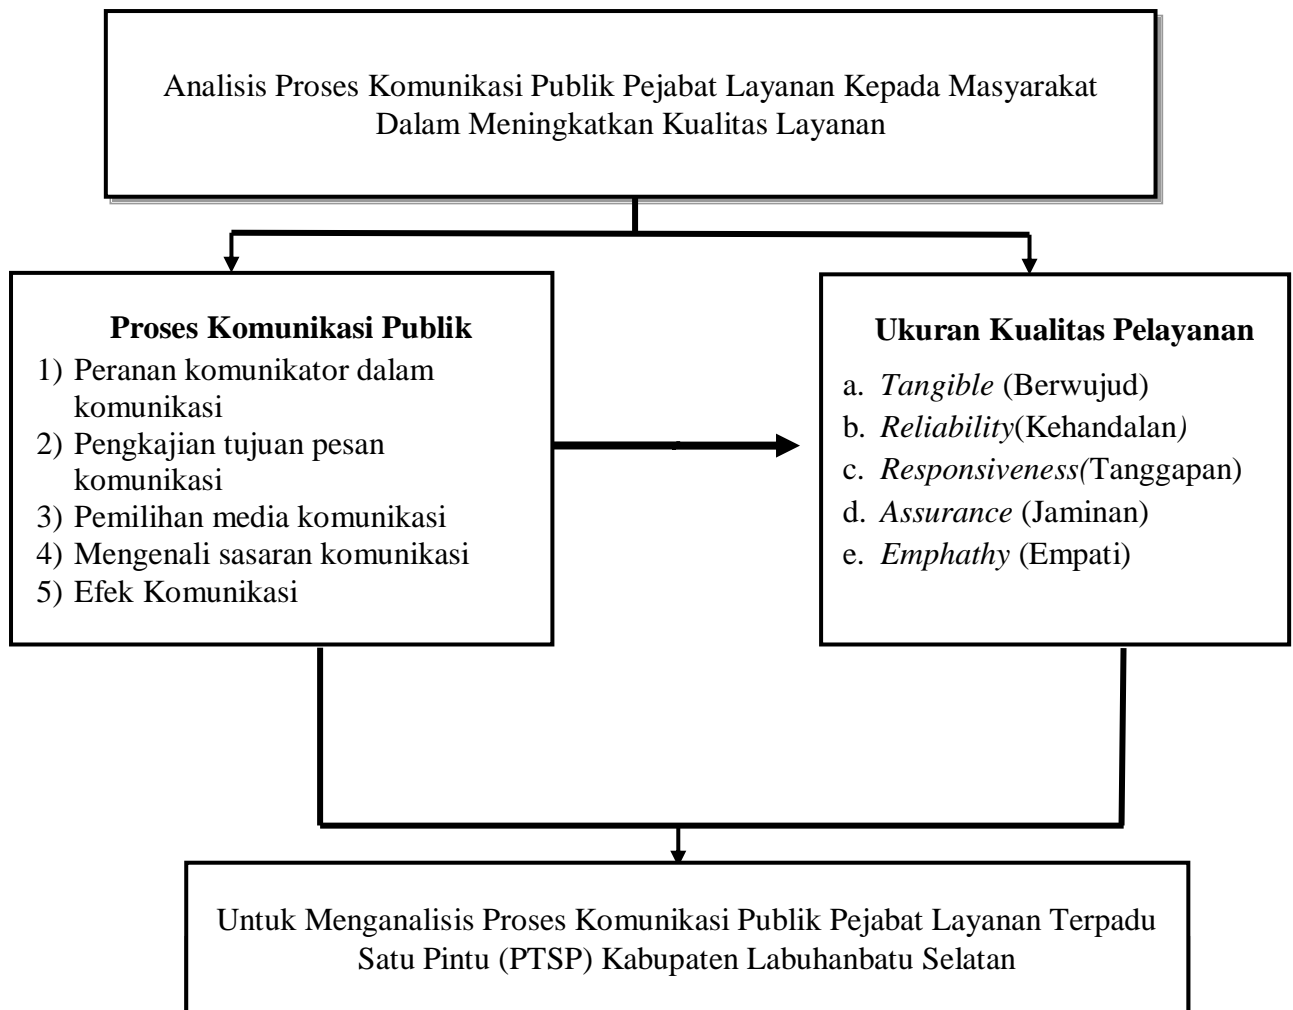 Analisis Proses Komunikasi Publik Pejabat Layanan Kepada Masyarakat
Dalam Meningkatkan Kualitas Layanan
Proses Komunikasi Publik
1) Peranan komunikator dalam
komunikasi
2) Pengkajian tujuan pesan
komunikasi
3) Pemilihan media komunikasi
4) Mengenali sasaran komunikasi
5) Efek Komunikasi
Ukuran Kualitas Pelayanan
a. Tangible (Berwujud)
b. Reliability(Kehandalan)
c. Responsiveness(Tanggapan)
d. Assurance (Jaminan)
e. Emphathy (Empati)
Untuk Menganalisis Proses Komunikasi Publik Pejabat Layanan Terpadu
Satu Pintu (PTSP) Kabupaten Labuhanbatu Selatan